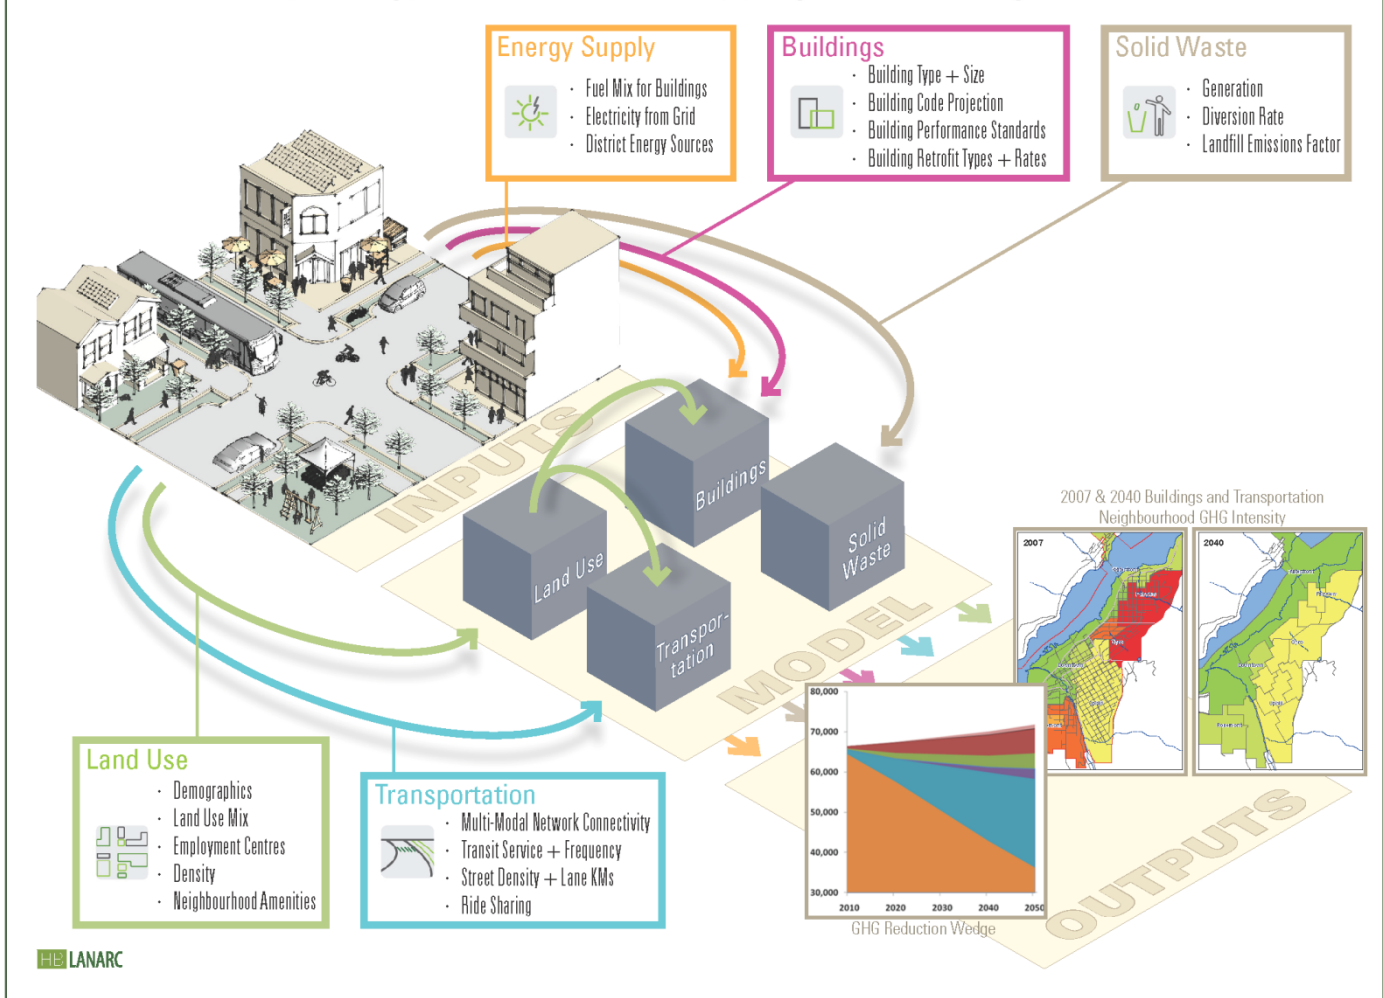 Energy Supply
· Fuel Mix for Buildings
· Electricity from Grid
· District Energy Sources
Buildings
· Building Type + Size
· Building Code Projection
· Building Performance Standards
· Building Retrofit Types + Rates
Solid Waste
· Generation
· Diversion Rate
· Landfill Emissions Factor
INPUTS
Buildings
Land Use
Solid
Waste
Transpor-
tation
MODEL
2007 & 2040 Buildings and Transportation
Neighbourhood GHG Intensity
2007
2040
80,000
70,000
60,000
50,000
40,000
30,000
2010
2020
2030
2040
2050
GHG Reduction Wedge
OUTPUTS
Land Use
· Demographics
· Land Use Mix
· Employment Centres
· Density
· Neighbourhood Amenities
Transportation
· Multi-Modal Network Connectivity
· Transit Service + Frequency
· Street Density + Lane KMs
· Ride Sharing
HB LANARC